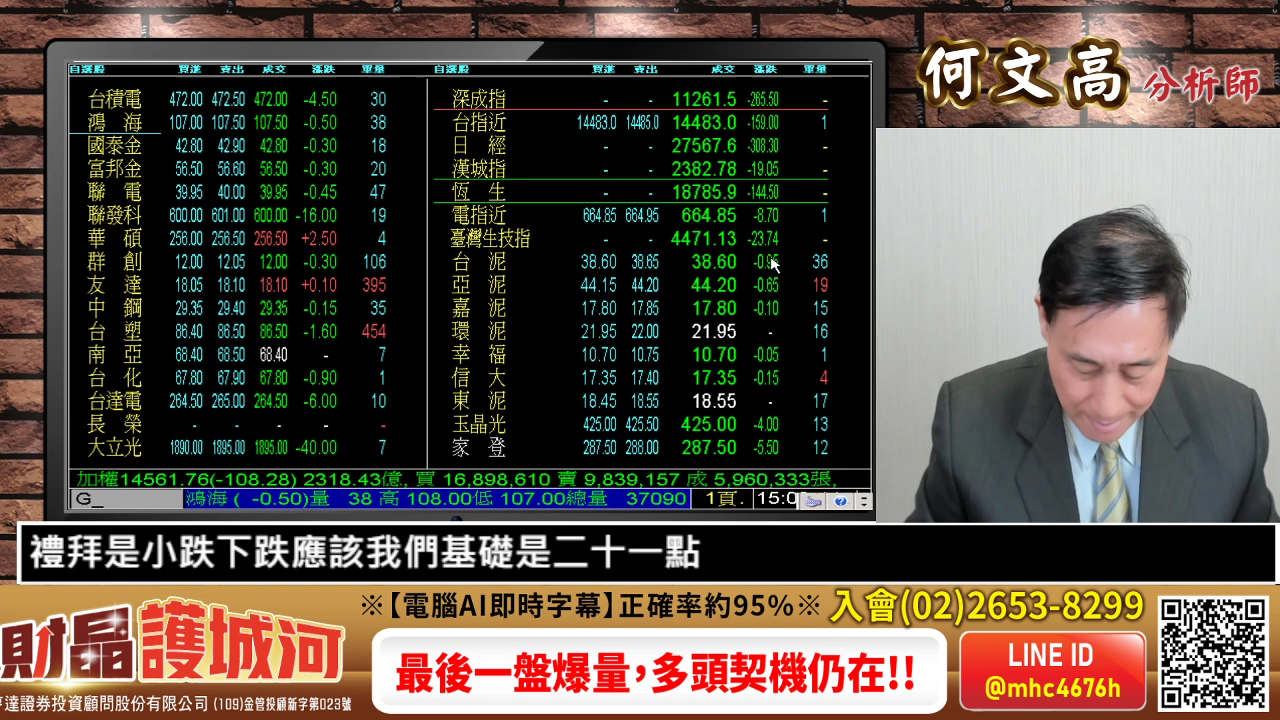 何文高 分析師
自選股 買進 賣出 成交 漲跌 單量 自選股 買進 賣出 成交 漲跌 單量
台積電 472.00 472.50 472.00 -4.50 30 深成指 - - 11261.5 -265.50 -
鴻海 107.00 107.50 107.50 -0.50 38 台指近 14483.0 14485.0 14483.0 -159.00 1
國泰金 42.80 42.90 42.80 -0.30 18 日經 - - 27567.6 -308.30 -
富邦金 56.50 56.60 56.50 -0.30 20 漢城指 - - 2382.78 -19.05 -
聯電 39.95 40.00 39.95 -0.45 47 恆生 - - 18785.9 -144.50 -
聯發科 600.00 601.00 600.00 -16.00 19 電指近 664.85 664.95 664.85 -8.70 1
華碩 256.00 256.50 256.50 +2.50 4 臺灣生技指 - - 4471.13 -23.74 -
群創 12.00 12.05 12.00 -0.30 106 台泥 38.60 38.65 38.60 36
友達 18.05 18.10 18.10 +0.10 395 亞泥 44.15 44.20 44.20 -0.65 19
中鋼 29.35 29.40 29.35 -0.15 35 嘉泥 17.80 17.85 17.80 -0.10 15
台塑 86.40 86.50 86.50 -1.60 454 環泥 21.95 22.00 21.95 - 16
南亞 68.40 68.50 68.40 - 7 幸福 10.70 10.75 10.70 -0.05 1
台化 67.80 67.90 67.80 -0.90 1 信大 17.35 17.40 17.35 -0.15 4
台達電 264.50 265.00 264.50 -6.00 10 東泥 18.45 18.55 18.55 - 17
長榮 - - - - - 玉晶光 425.00 425.50 425.00 -4.00 13
大立光 1890.00 1895.00 1895.00 -40.00 7 家登 287.50 288.00 287.50 -5.50 12
加權14561.76(-108.28) 2318.43億, 買 16,898,610 賣 9,839,157 成 5,960,333張,
G_ 鴻海 ( -0.50)量 38 高 108.00低 107.00總量 37090 1頁. 15:0
禮拜是小跌下跌應該我們基礎是二十一點
※【電腦AI即時字幕】正確率約95%※ 入會(02)2653-8299
財晶護城河
最後一盤爆量,多頭契機仍在!!
LINE ID
@mhc4676h
達證券投資顧問股份有限公司 (109)金管投顧新字第023號